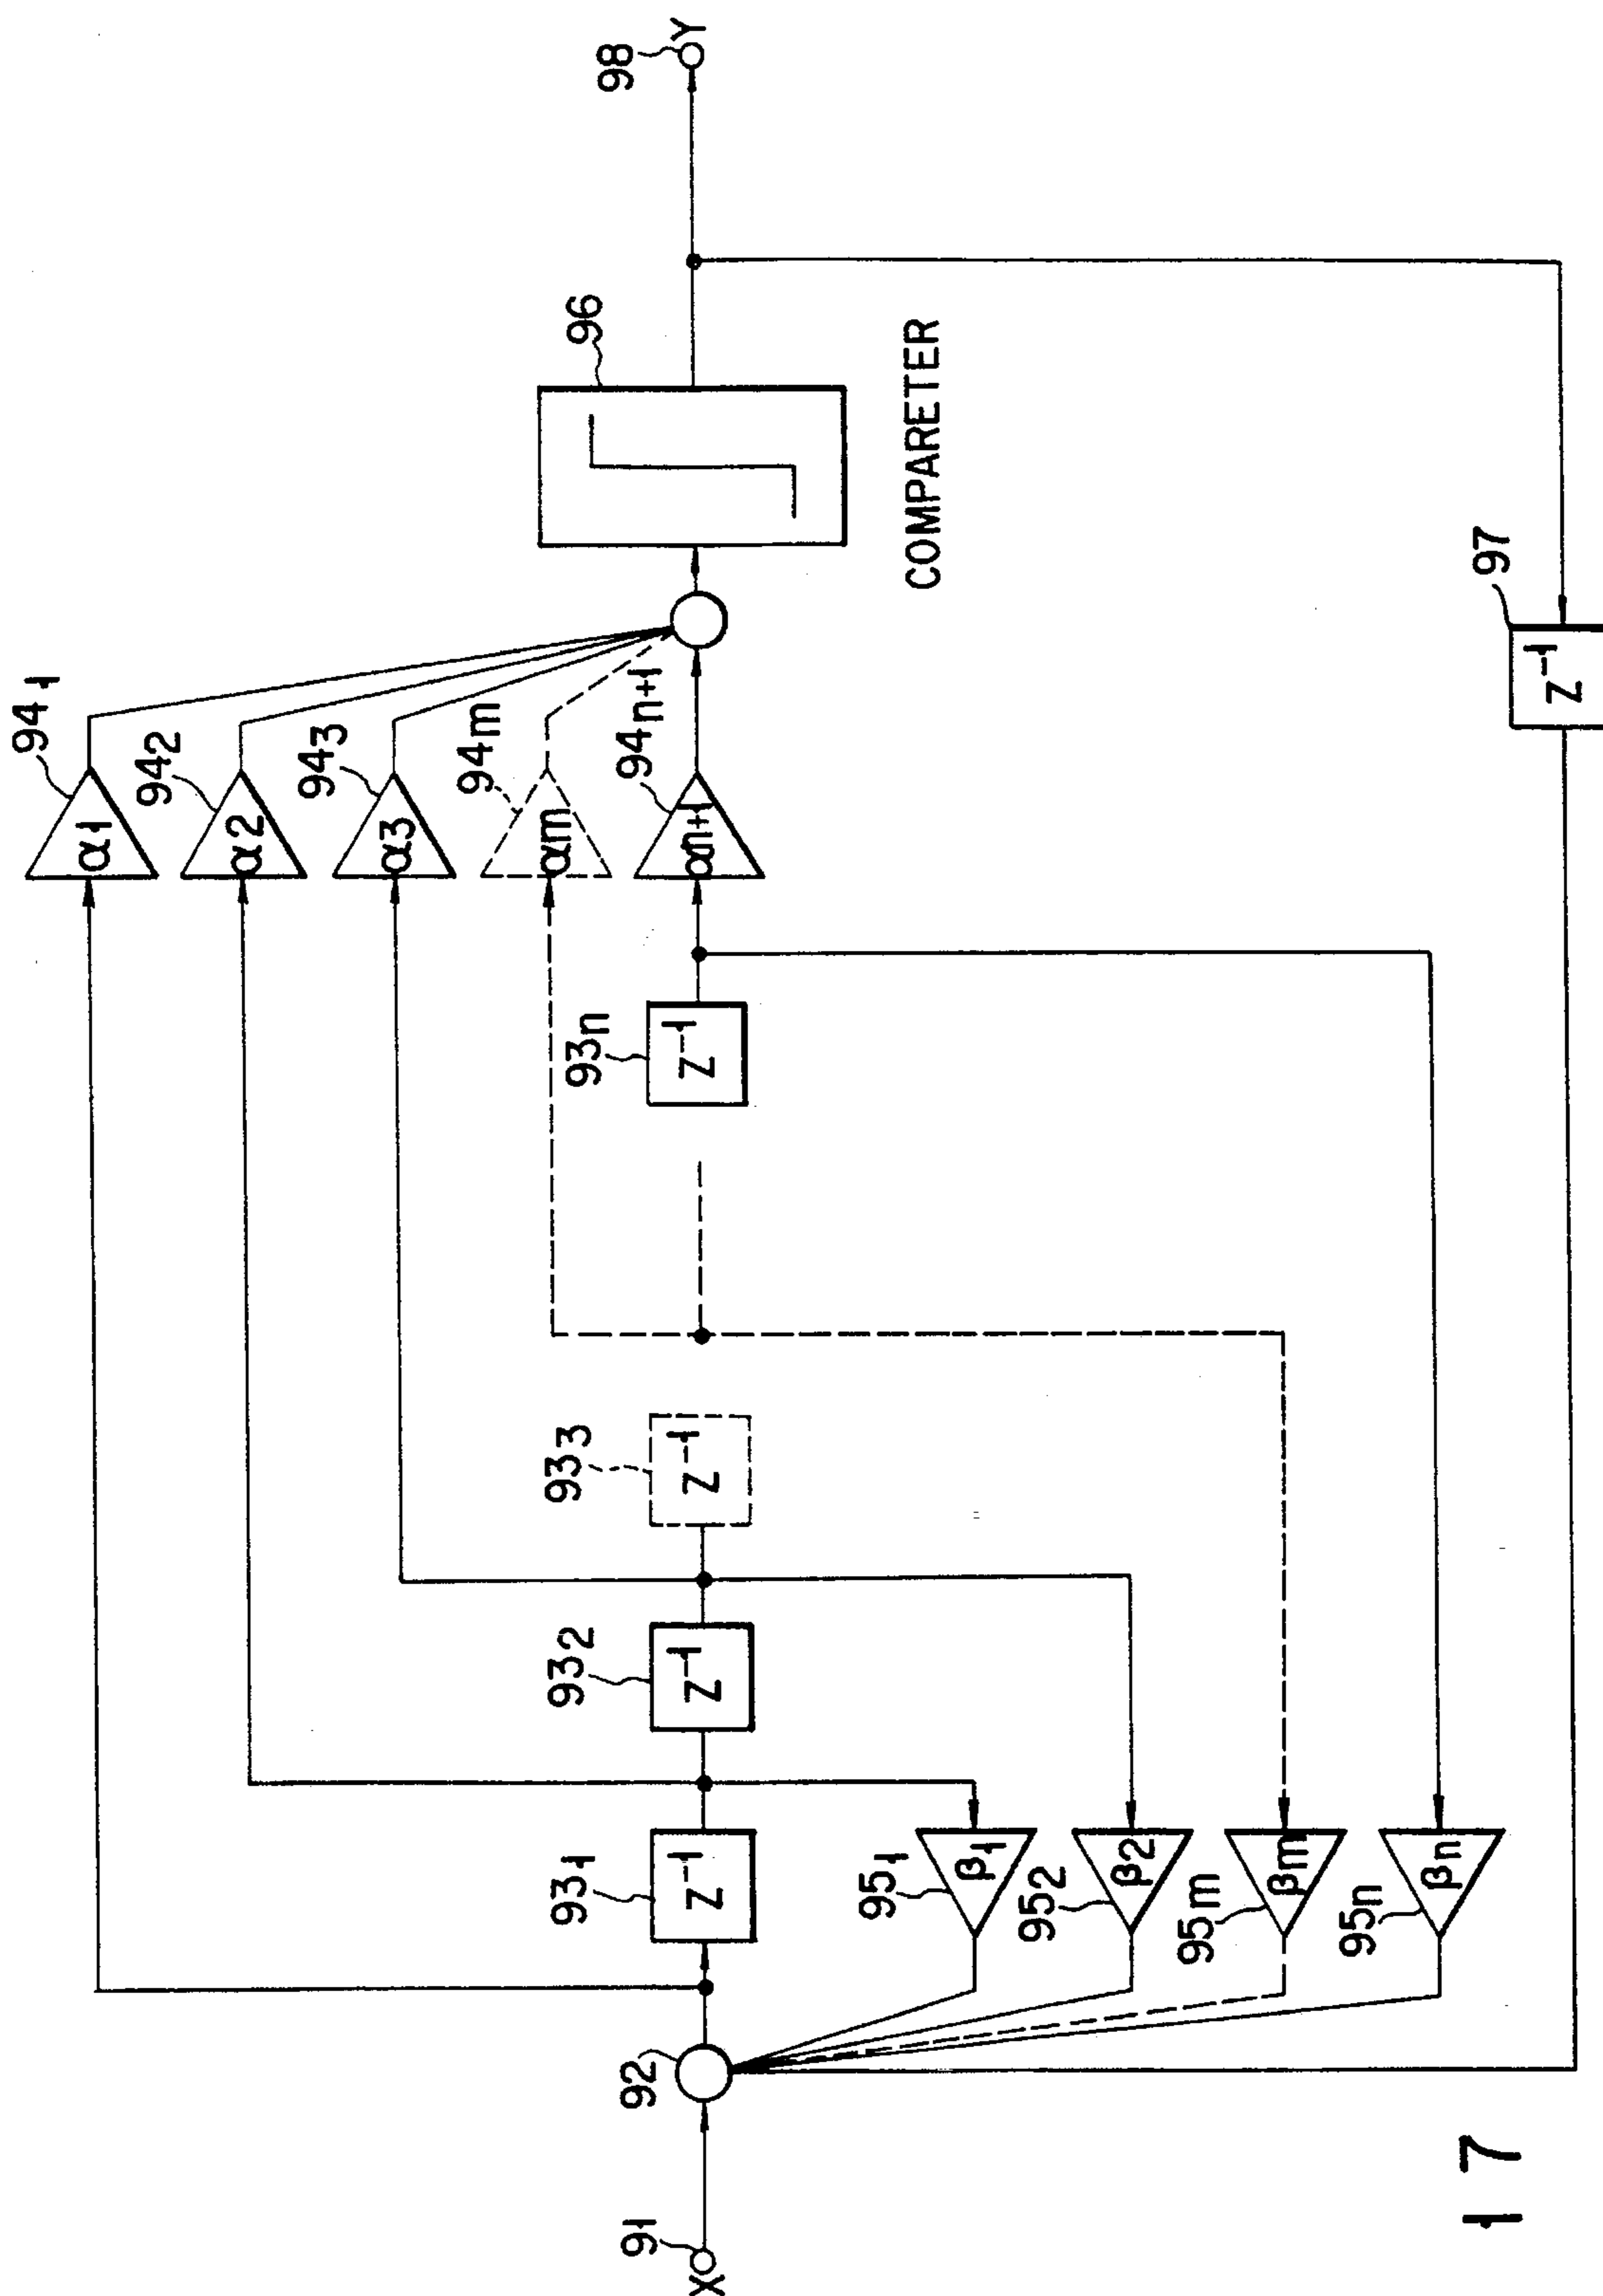 94₁
α1
94₂
α2
94₃
α3
94m
αm
94n+1
αn+1
96
COMPARETER
98
Y
91
X
92
93₁
Z⁻¹
93₂
Z⁻¹
93₃
Z⁻¹
93n
Z⁻¹
95₁
β₁
95₂
β2
95m
βm
95n
βn
97
Z⁻¹
17